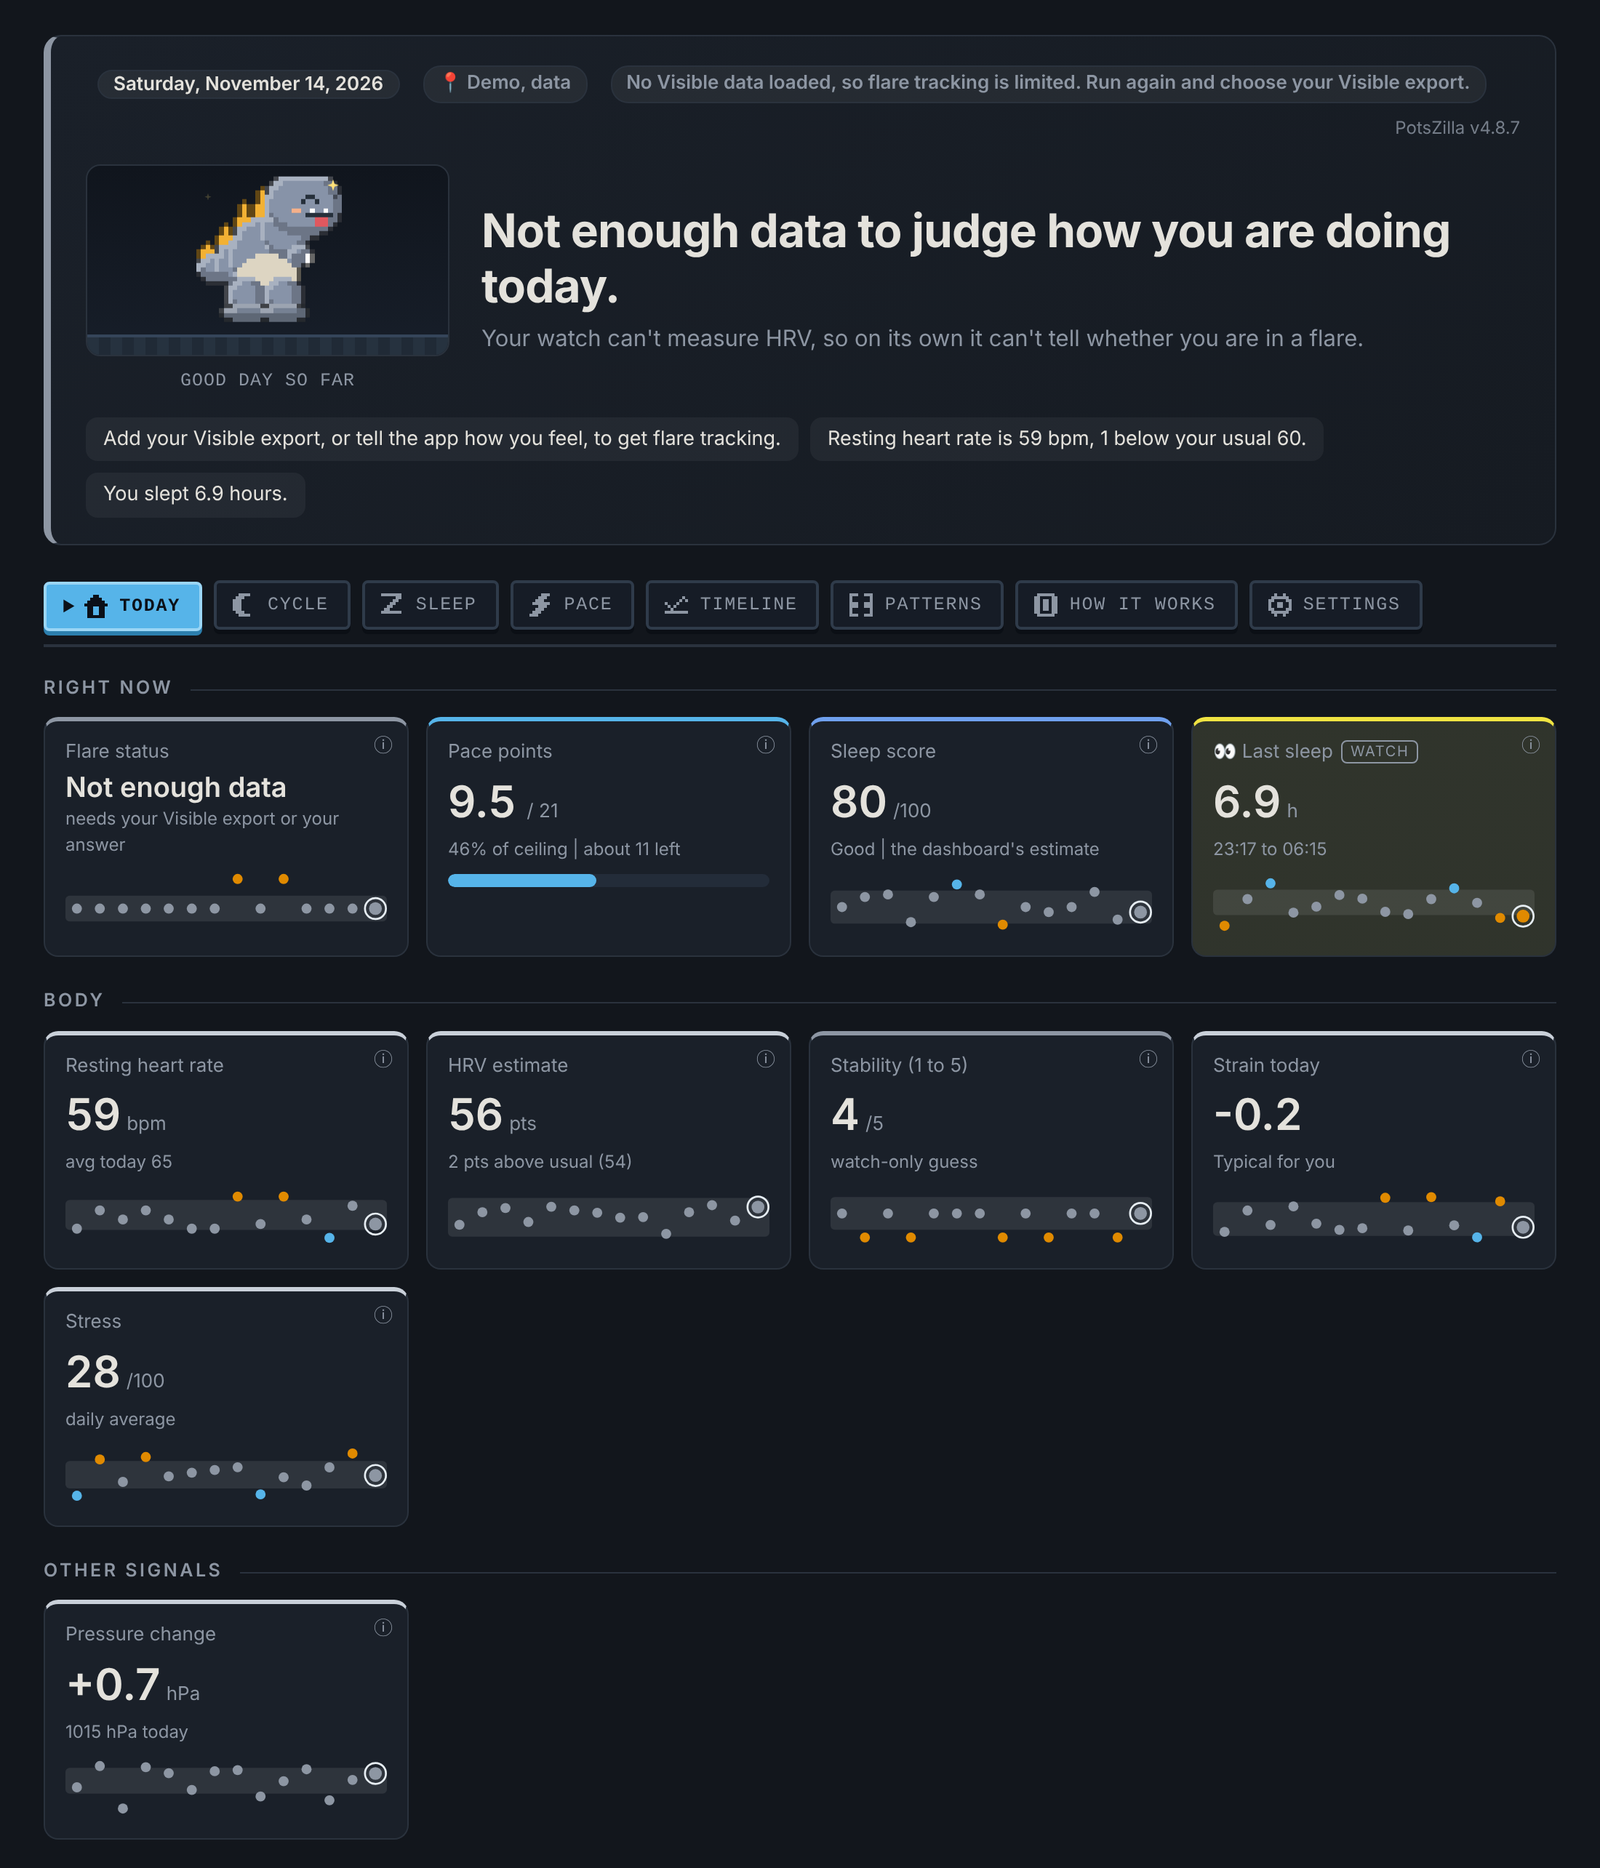 Saturday, November 14, 2026
Demo, data
No Visible data loaded, so flare tracking is limited. Run again and choose your Visible export.
PotsZilla v4.8.7
Not enough data to judge how you are doing
today.
Your watch can't measure HRV, so on its own it can't tell whether you are in a flare.
GOOD DAY SO FAR
Add your Visible export, or tell the app how you feel, to get flare tracking.
Resting heart rate is 59 bpm, 1 below your usual 60.
You slept 6.9 hours.
TODAY
CYCLE
SLEEP
PACE
TIMELINE
PATTERNS
HOW IT WORKS
SETTINGS
RIGHT NOW
Flare status
Not enough data
needs your Visible export or your
answer
Pace points
9.5 / 21
46% of ceiling | about 11 left
Sleep score
80 /100
Good | the dashboard's estimate
Last sleep WATCH
6.9 h
23:17 to 06:15
BODY
Resting heart rate
59 bpm
avg today 65
HRV estimate
56 pts
2 pts above usual (54)
Stability (1 to 5)
4 /5
watch-only guess
Strain today
-0.2
Typical for you
Stress
28 /100
daily average
OTHER SIGNALS
Pressure change
+0.7 hPa
1015 hPa today